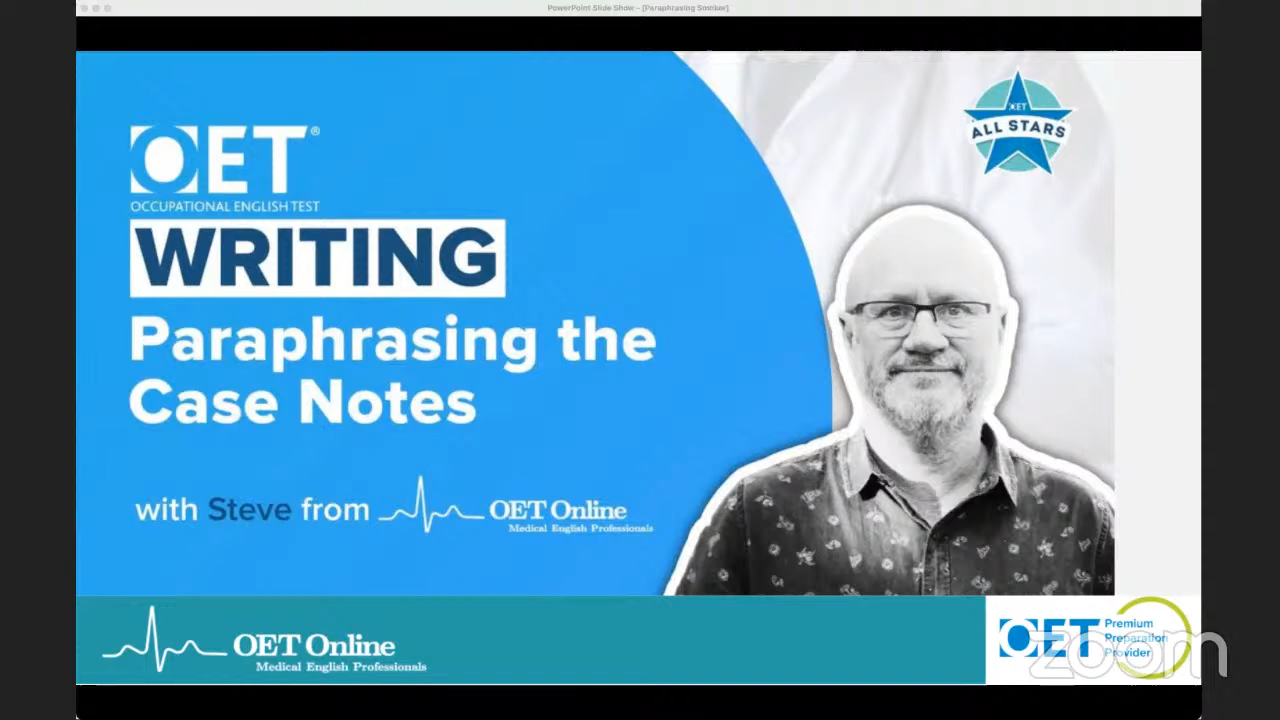 PowerPoint Slide Show - [Paraphrasing Smoker]
OET®
OCCUPATIONAL ENGLISH TEST
WRITING
Paraphrasing the
Case Notes
with Steve from OET Online
Medical English Professionals
OET
ALL STARS
OET Online
Medical English Professionals
OET
Premium
Preparation
Provider
zoom